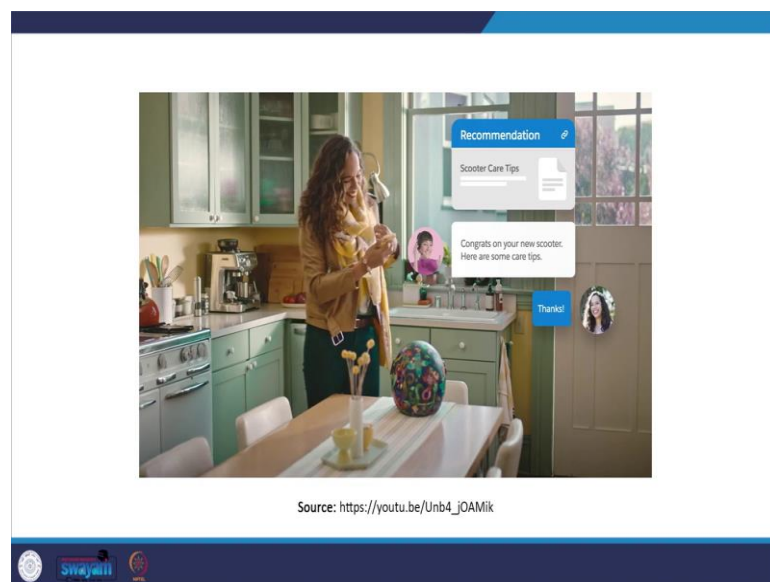 Recommendation
Scooter Care Tips
Congrats on your new scooter.
Here are some care tips.
Thanks!
Source: https://youtu.be/Unb4_jOAMik
swayam